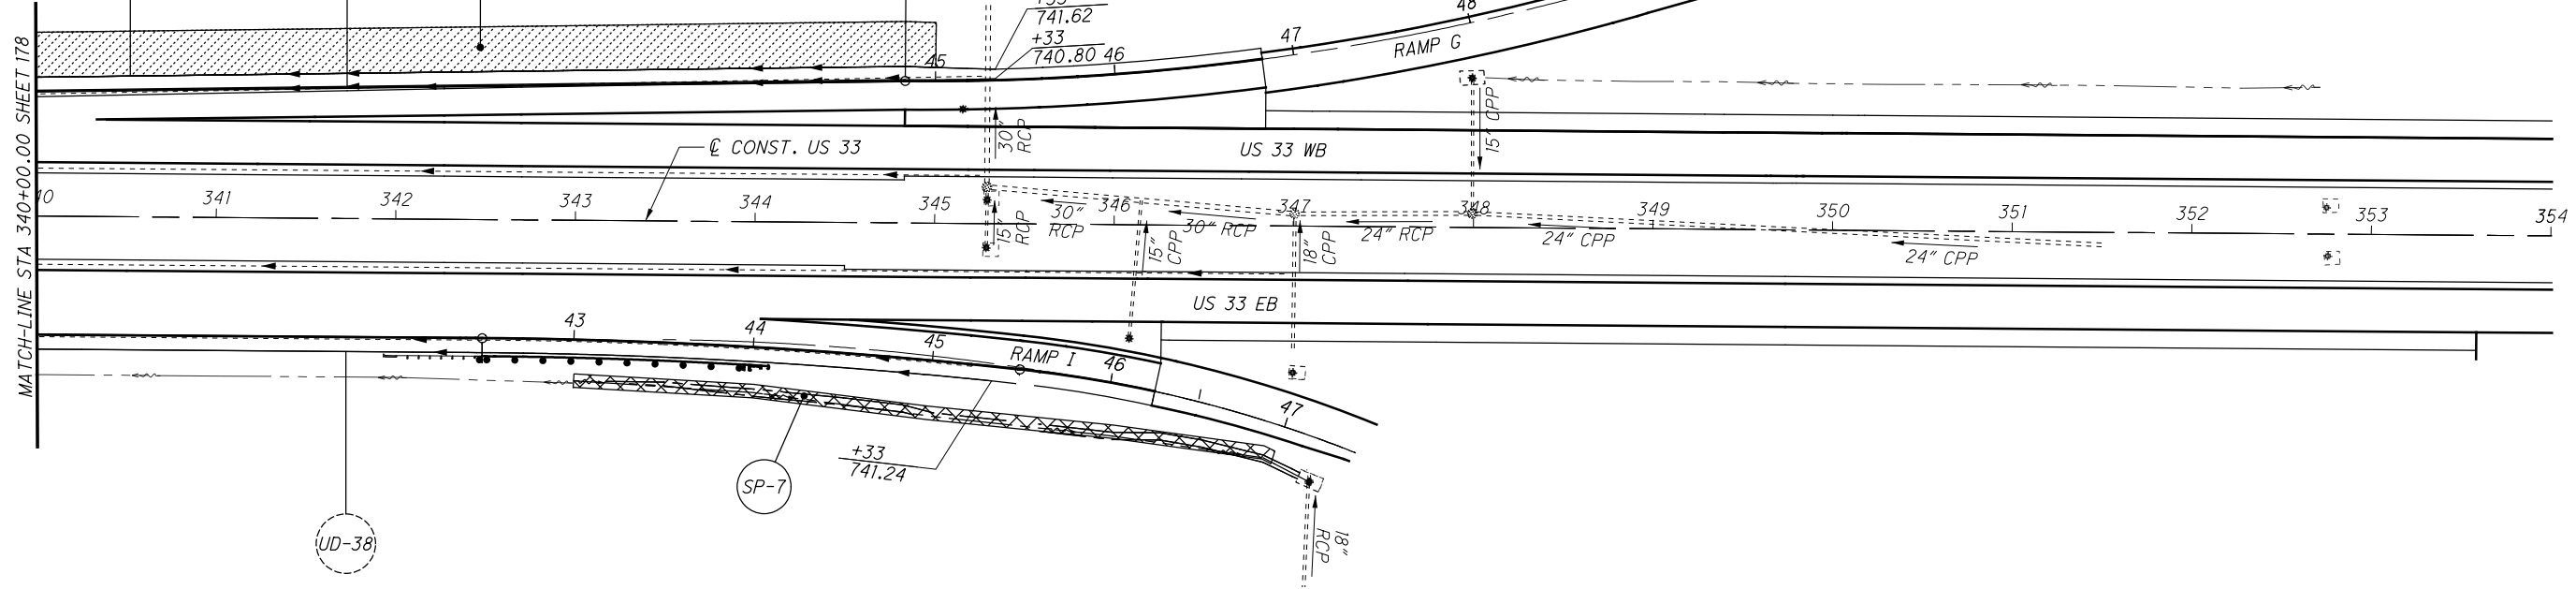 741.62
+33
740.80
45
46
47
48
RAMP G
MATCH-LINE STA 340+00.00 SHEET 178
30"
RCP
15" CPP
℄ CONST. US 33
US 33 WB
341
342
343
344
345
346
347
348
349
350
351
352
353
354
15"
RCP
30"
RCP
30" RCP
24" RCP
24" CPP
24" CPP
15"
CPP
18"
CPP
US 33 EB
43
44
45
46
47
RAMP I
+33
741.24
SP-7
UD-38
18"
RCP